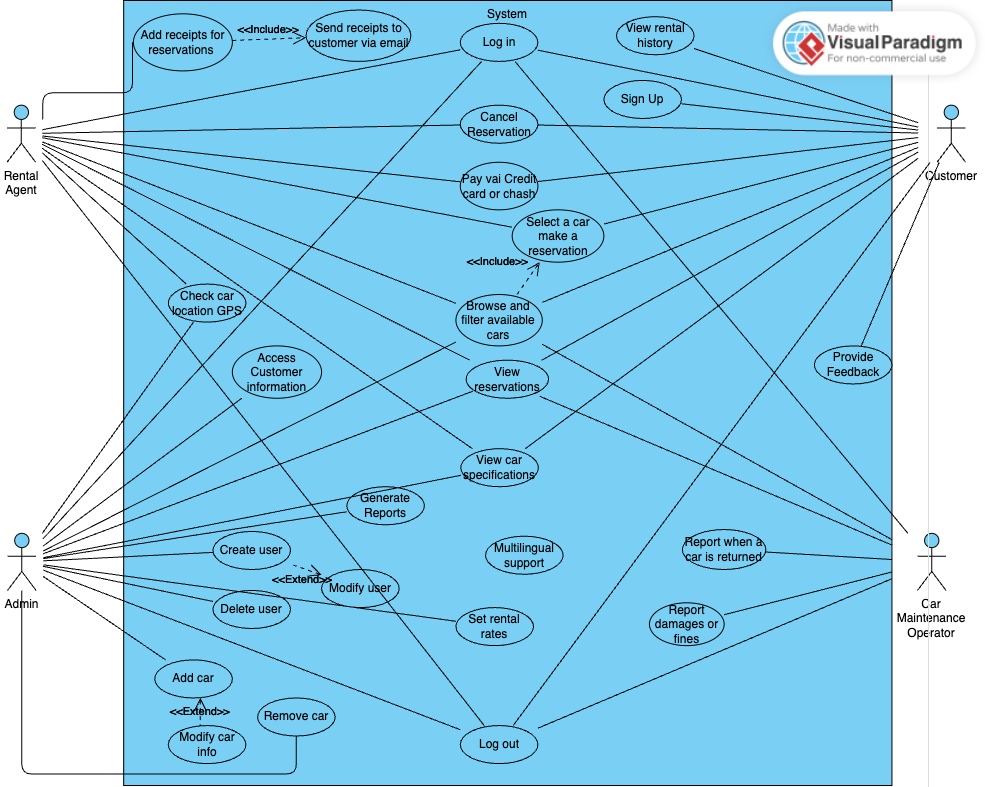 System
Made with
VisualParadigm
For non-commercial use
Add receipts for
reservations
<<Include>>
Send receipts to
customer via email
Log in
View rental
history
Sign Up
Cancel
Reservation
Rental
Agent
Customer
Pay vai Credit
card or chash
Select a car
make a
reservation
<<Include>>
Check car
location GPS
Browse and
filter available
cars
Access
Customer
information
View
reservations
Provide
Feedback
View car
specifications
Generate
Reports
Create user
Multilingual
support
Report when a
car is returned
<<Extend>>
Modify user
Admin
Delete user
Set rental
rates
Report
damages or
fines
Car
Maintenance
Operator
Add car
<<Extend>>
Modify car
info
Remove car
Log out